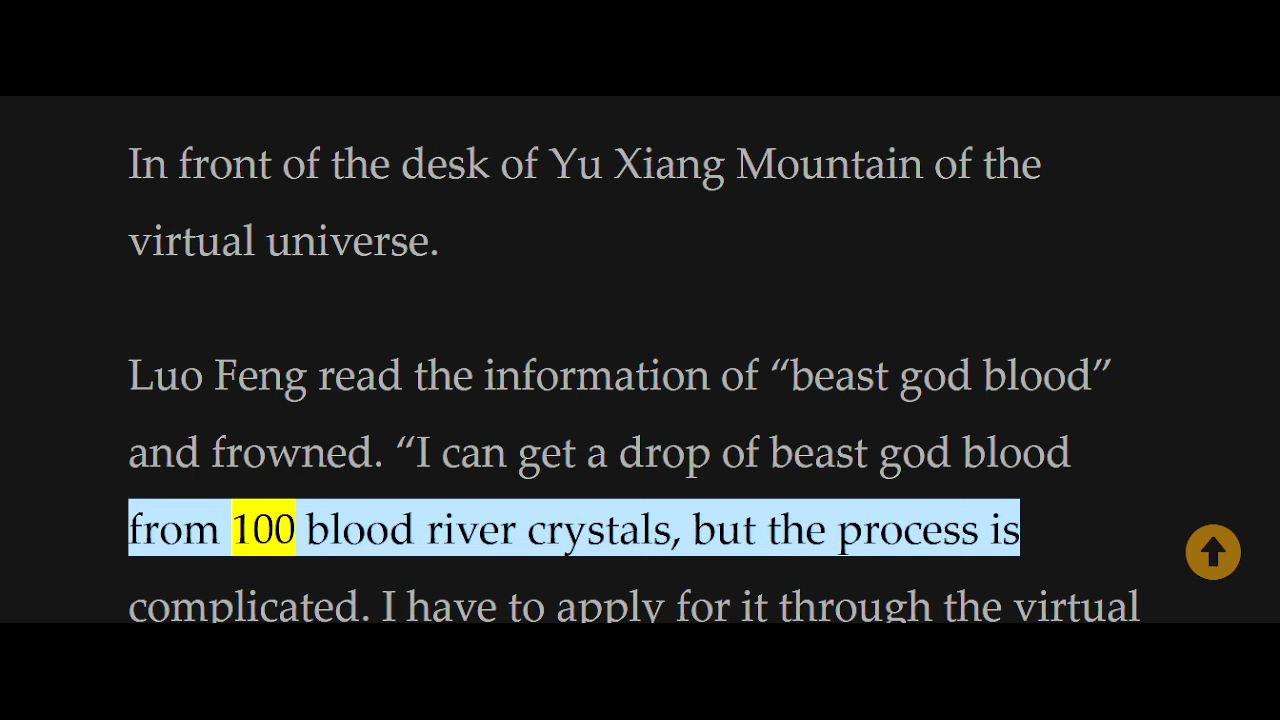 In front of the desk of Yu Xiang Mountain of the
virtual universe.
Luo Feng read the information of “beast god blood”
and frowned. “I can get a drop of beast god blood
from 100 blood river crystals, but the process is
complicated. I have to apply for it through the virtual